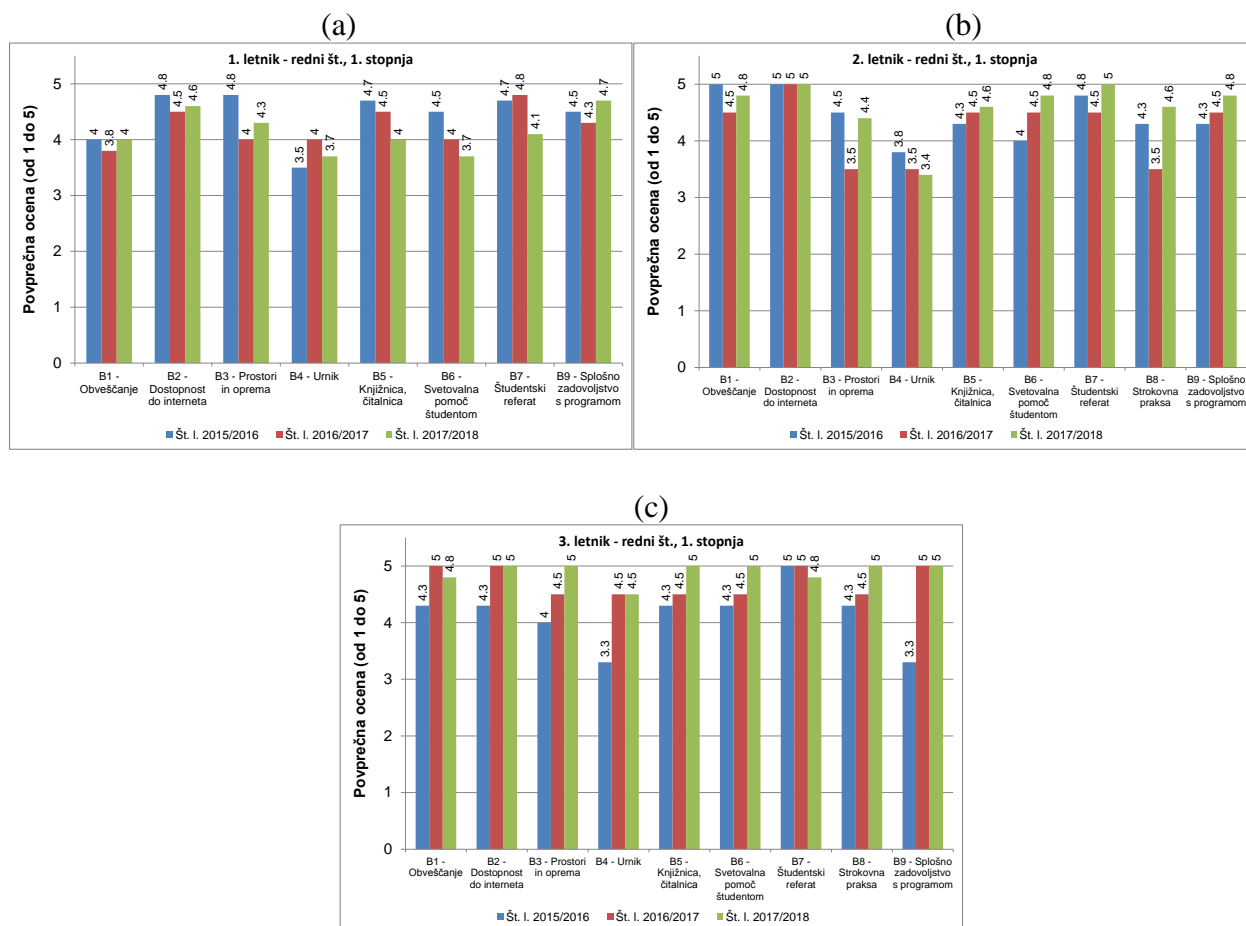 (a)
1. letnik - redni št., 1. stopnja
Povprečna ocena (od 1 do 5)
5
4
3
2
1
0
4 3.8 4
4.8 4.5 4.6
4.8 4 4.3
3.5 4 3.7
4.7 4.5 4
4.5 4 3.7
4.7 4.8 4.1
4.5 4.3 4.7
B1 -
Obveščanje
B2 -
Dostopnost
do interneta
B3 - Prostori
in oprema
B4 - Urnik
B5 -
Knjižnica,
čitalnica
B6 -
Svetovalna
pomoč
študentom
B7 -
Študentski
referat
B9 - Splošno
zadovoljstvo
s programom
Št. l. 2015/2016 Št. l. 2016/2017 Št. l. 2017/2018
(b)
2. letnik - redni št., 1. stopnja
Povprečna ocena (od 1 do 5)
5
4
3
2
1
0
5 4.5 4.8
5 5 5
4.5 3.5 4.4
3.8 3.5 3.4
4.3 4.5 4.6
4 4.5 4.8
4.8 4.5 5
4.3 3.5 4.6
4.3 4.5 4.8
B1 -
Obveščanje
B2 -
Dostopnost
do interneta
B3 - Prostori
in oprema
B4 - Urnik
B5 -
Knjižnica,
čitalnica
B6 -
Svetovalna
pomoč
študentom
B7 -
Študentski
referat
B8 -
Strokovna
praksa
B9 - Splošno
zadovoljstvo
s programom
Št. l. 2015/2016 Št. l. 2016/2017 Št. l. 2017/2018
(c)
3. letnik - redni št., 1. stopnja
Povprečna ocena (od 1 do 5)
5
4
3
2
1
0
4.3 5 4.8
4.3 5 5
4 4.5 5
3.3 4.5 4.5
4.3 4.5 5
4.3 4.5 5
5 5 4.8
4.3 4.5 5
3.3 5 5
B1 -
Obveščanje
B2 -
Dostopnost
do interneta
B3 - Prostori
in oprema
B4 - Urnik
B5 -
Knjižnica,
čitalnica
B6 -
Svetovalna
pomoč
študentom
B7 -
Študentski
referat
B8 -
Strokovna
praksa
B9 - Splošno
zadovoljstvo
s programom
Št. l. 2015/2016 Št. l. 2016/2017 Št. l. 2017/2018